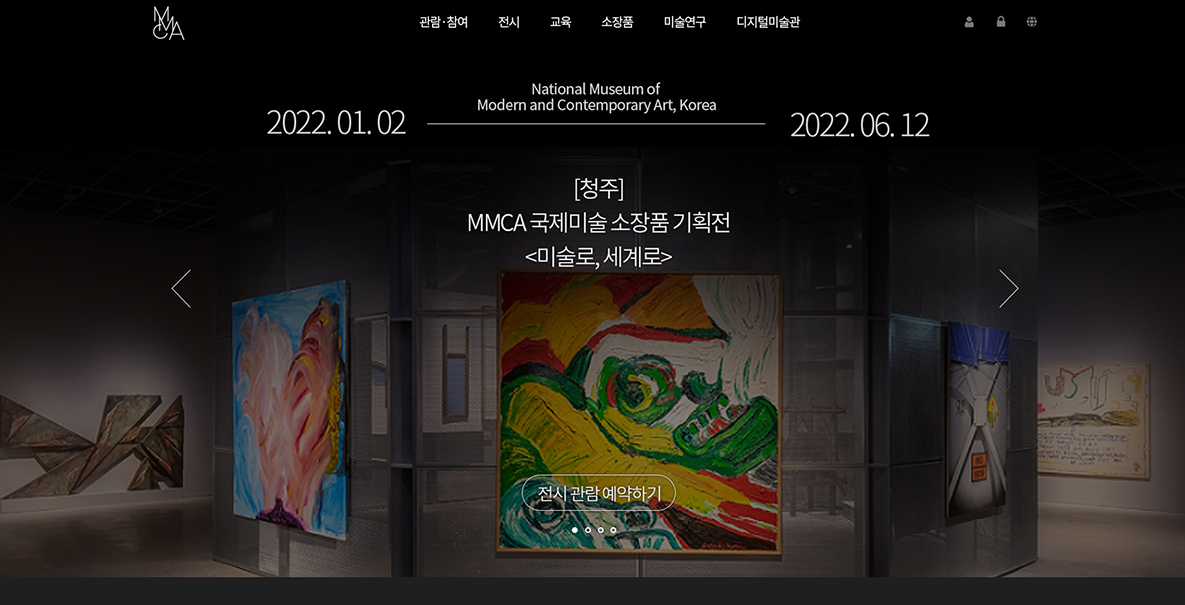 MMCA
관람·참여 전시 교육 소장품 미술연구 디지털미술관
National Museum of
Modern and Contemporary Art, Korea
2022. 01. 02
2022. 06. 12
[청주]
MMCA 국제미술 소장품 기획전
<미술로, 세계로>
전시 관람 예약하기